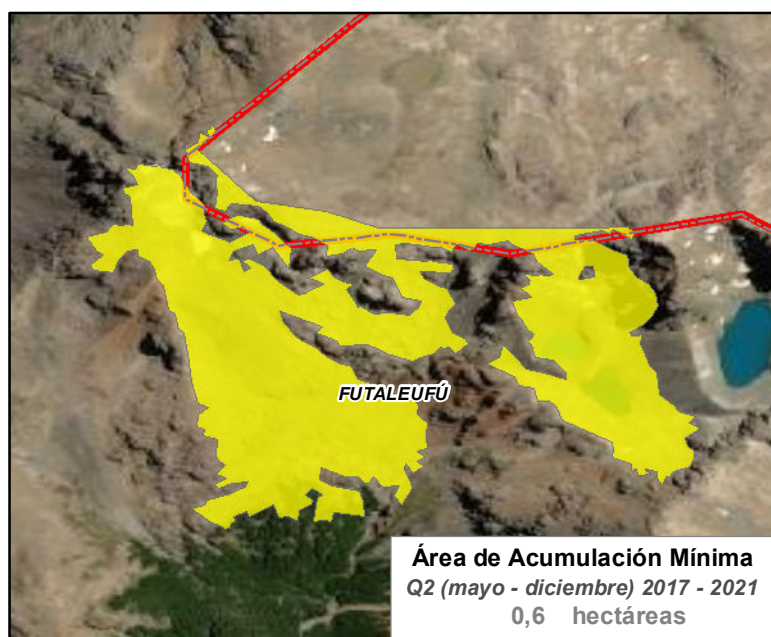 FUTALEUFÚ
Área de Acumulación Mínima
Q2 (mayo - diciembre) 2017 - 2021
0,6 hectáreas